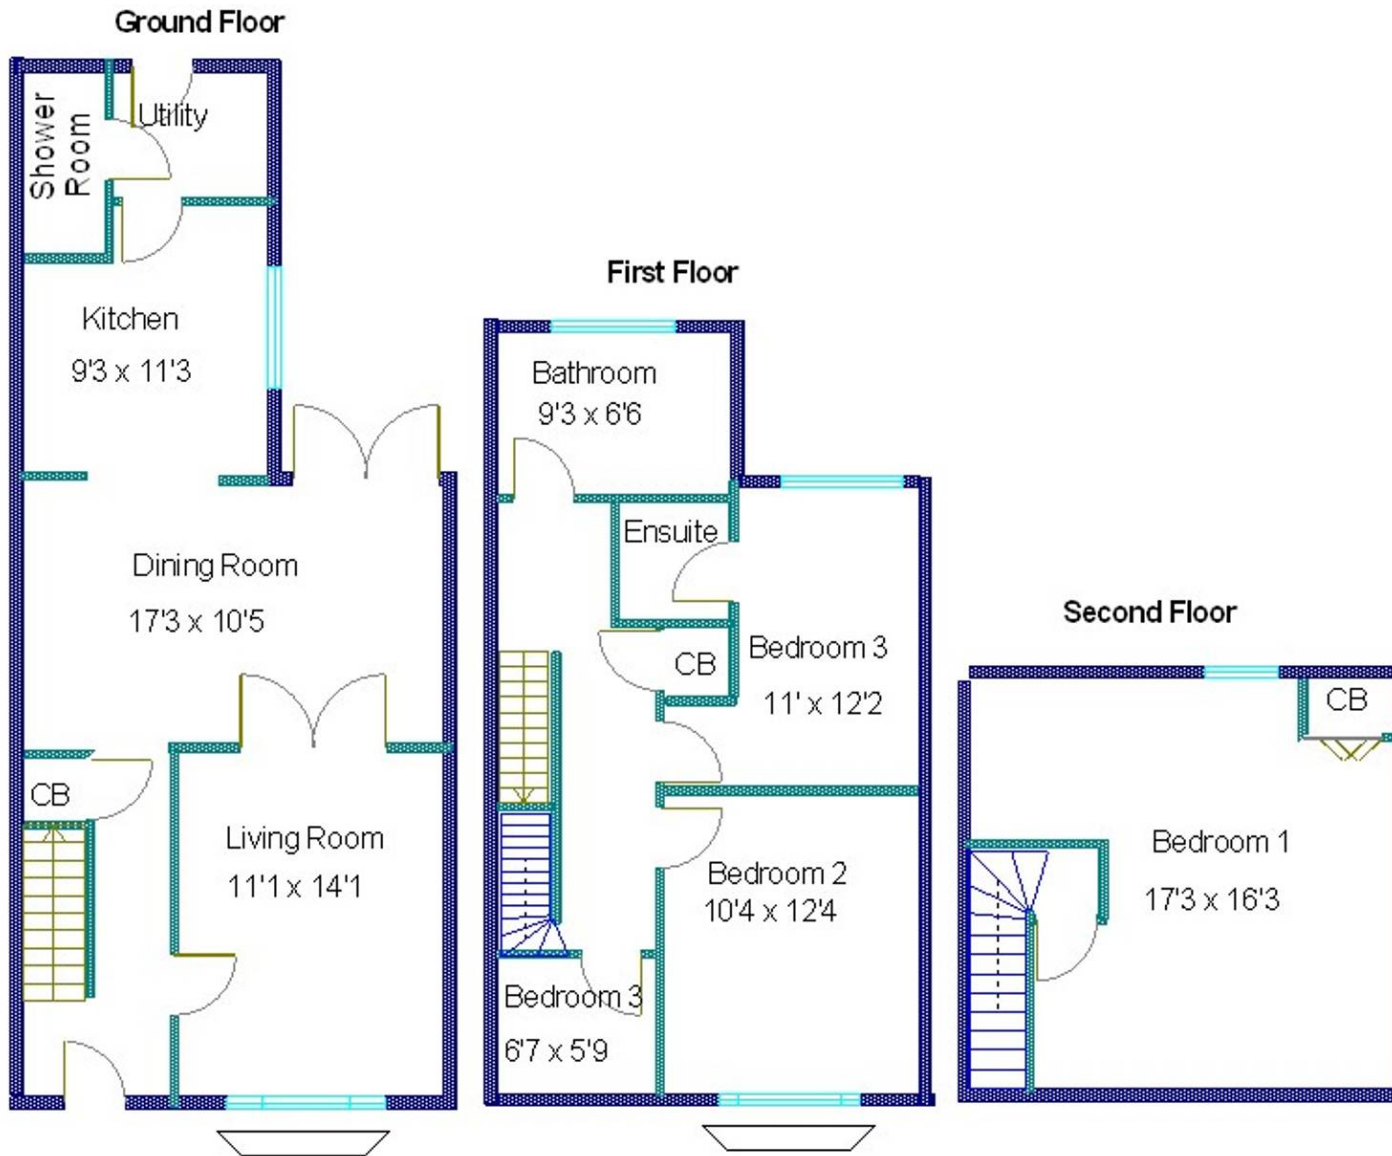 Ground Floor
Shower
Room
Utility
Kitchen
9'3 x 11'3
Dining Room
17'3 x 10'5
CB
Living Room
11'1 x 14'1
First Floor
Bathroom
9'3 x 6'6
Ensuite
CB
Bedroom 3
11' x 12'2
Bedroom 2
10'4 x 12'4
Bedroom 3
6'7 x 5'9
Second Floor
CB
Bedroom 1
17'3 x 16'3